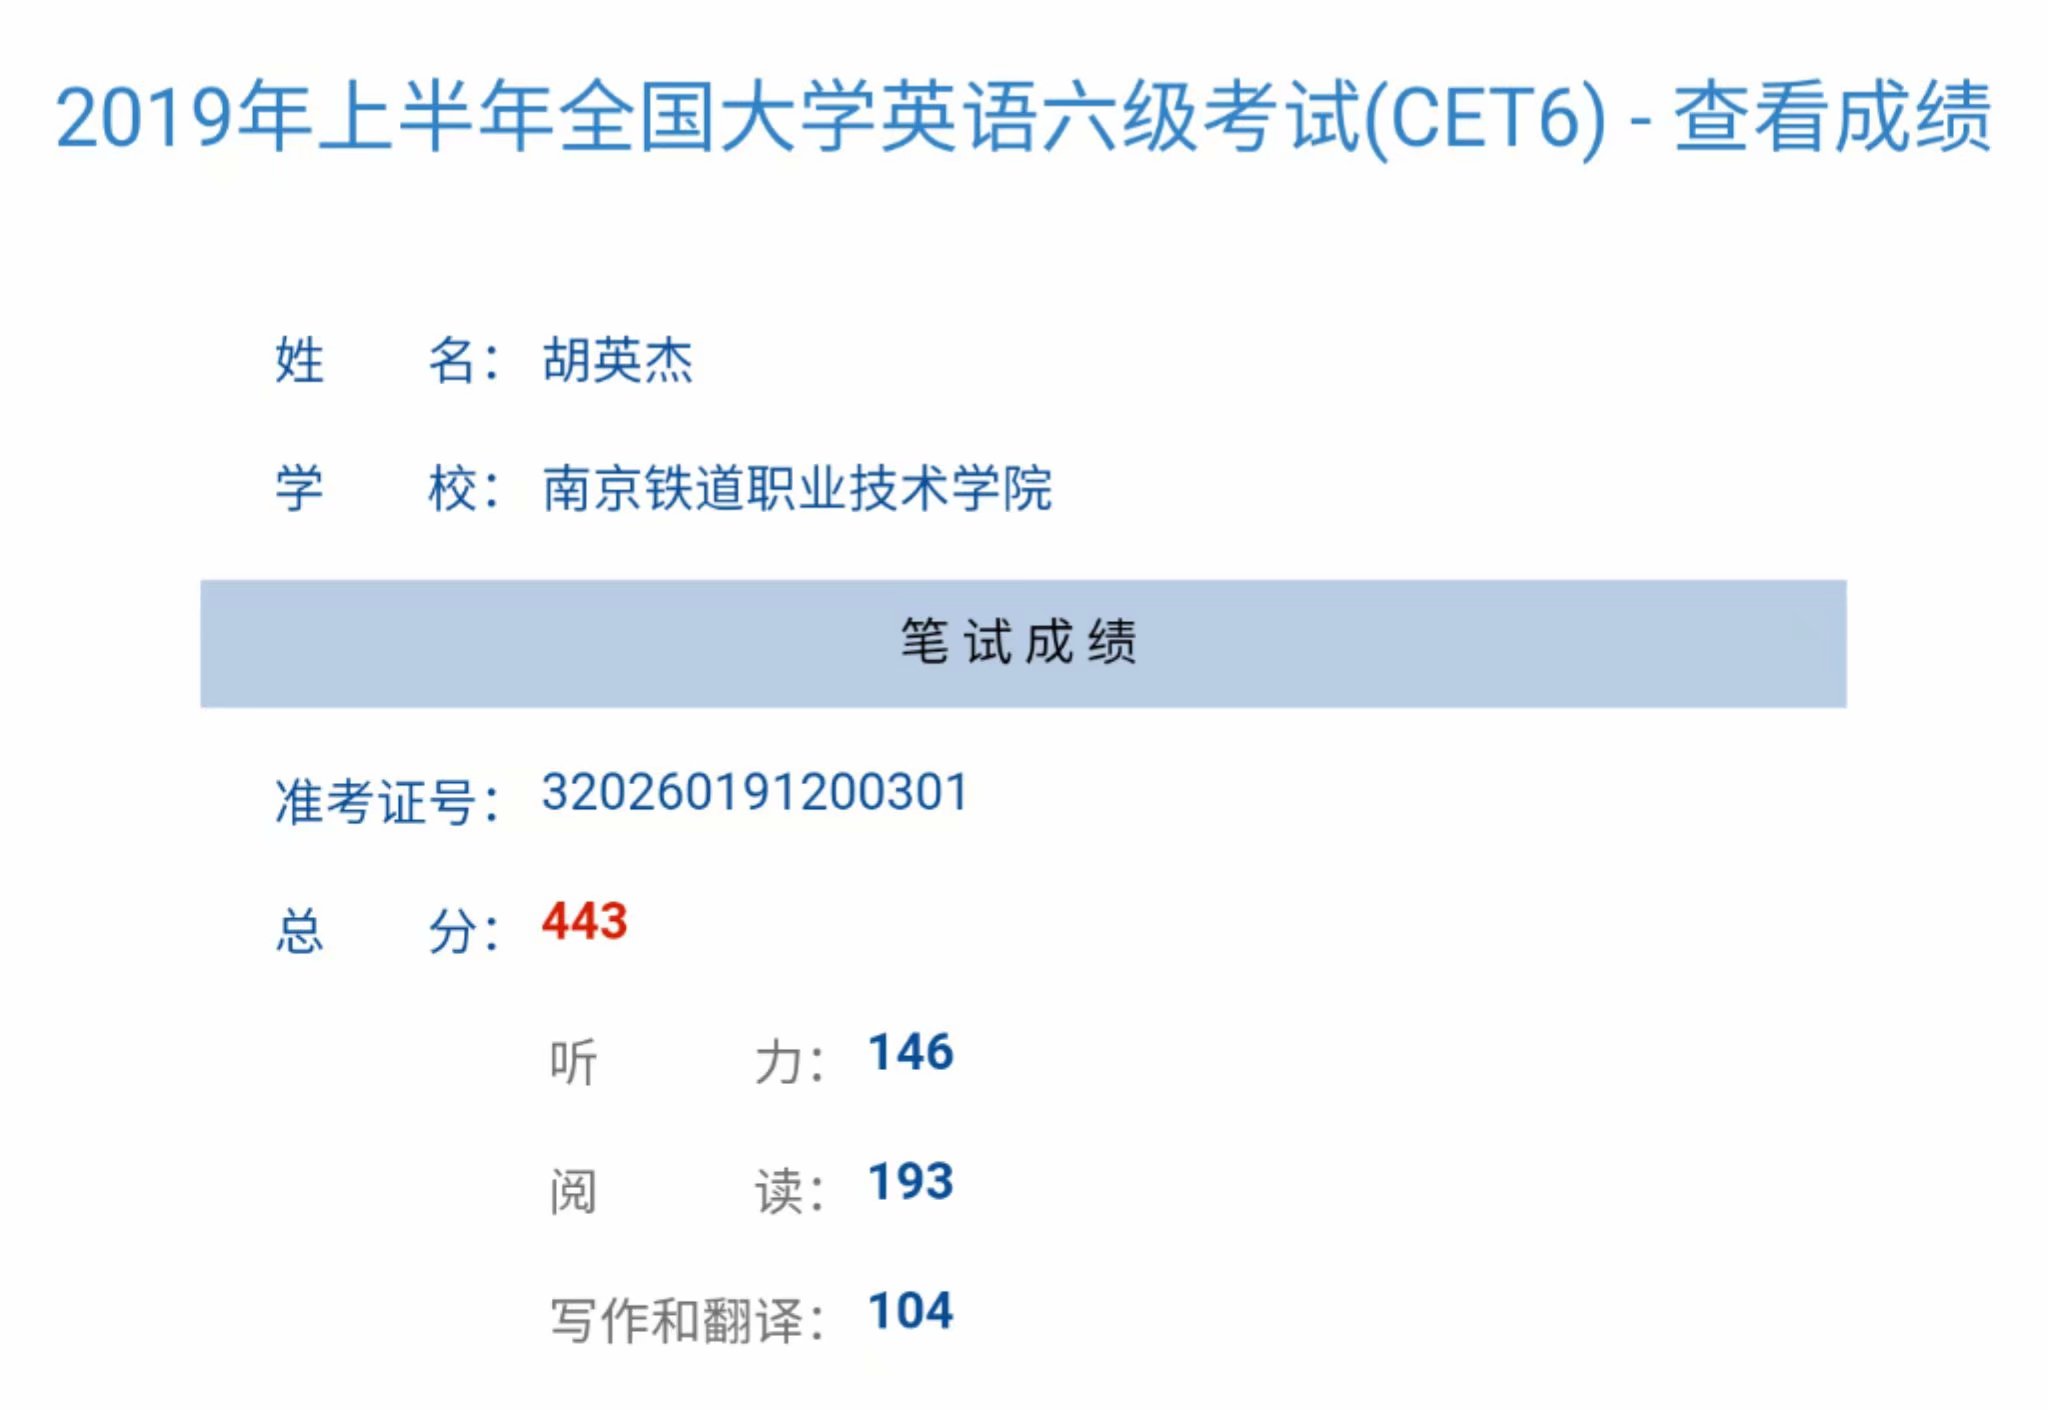 2019年上半年全国大学英语六级考试(CET6) - 查看成绩
姓 名： 胡英杰
学 校： 南京铁道职业技术学院
笔试成绩
准考证号： 320260191200301
总 分： 443
听 力： 146
阅 读： 193
写作和翻译： 104